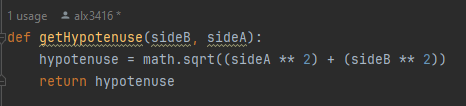 1 usage alx3416 *
def getHypotenuse(sideB, sideA):
    hypotenuse = math.sqrt((sideA ** 2) + (sideB ** 2))
    return hypotenuse